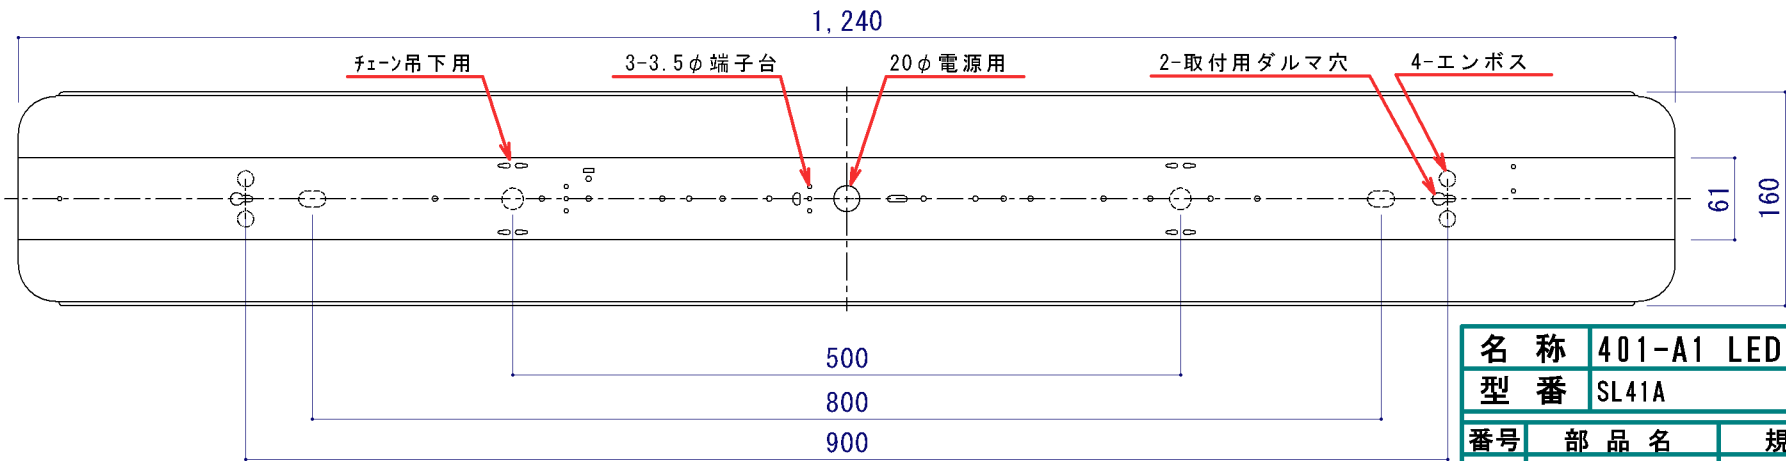 1,240
ﾁｪｰﾝ吊下用
3-3.5φ端子台
20φ電源用
2-取付用ダルマ穴
4-エンボス
61
160
500
800
900
名 称 401-A1 LED
型 番 SL41A
番号 部 品 名 規